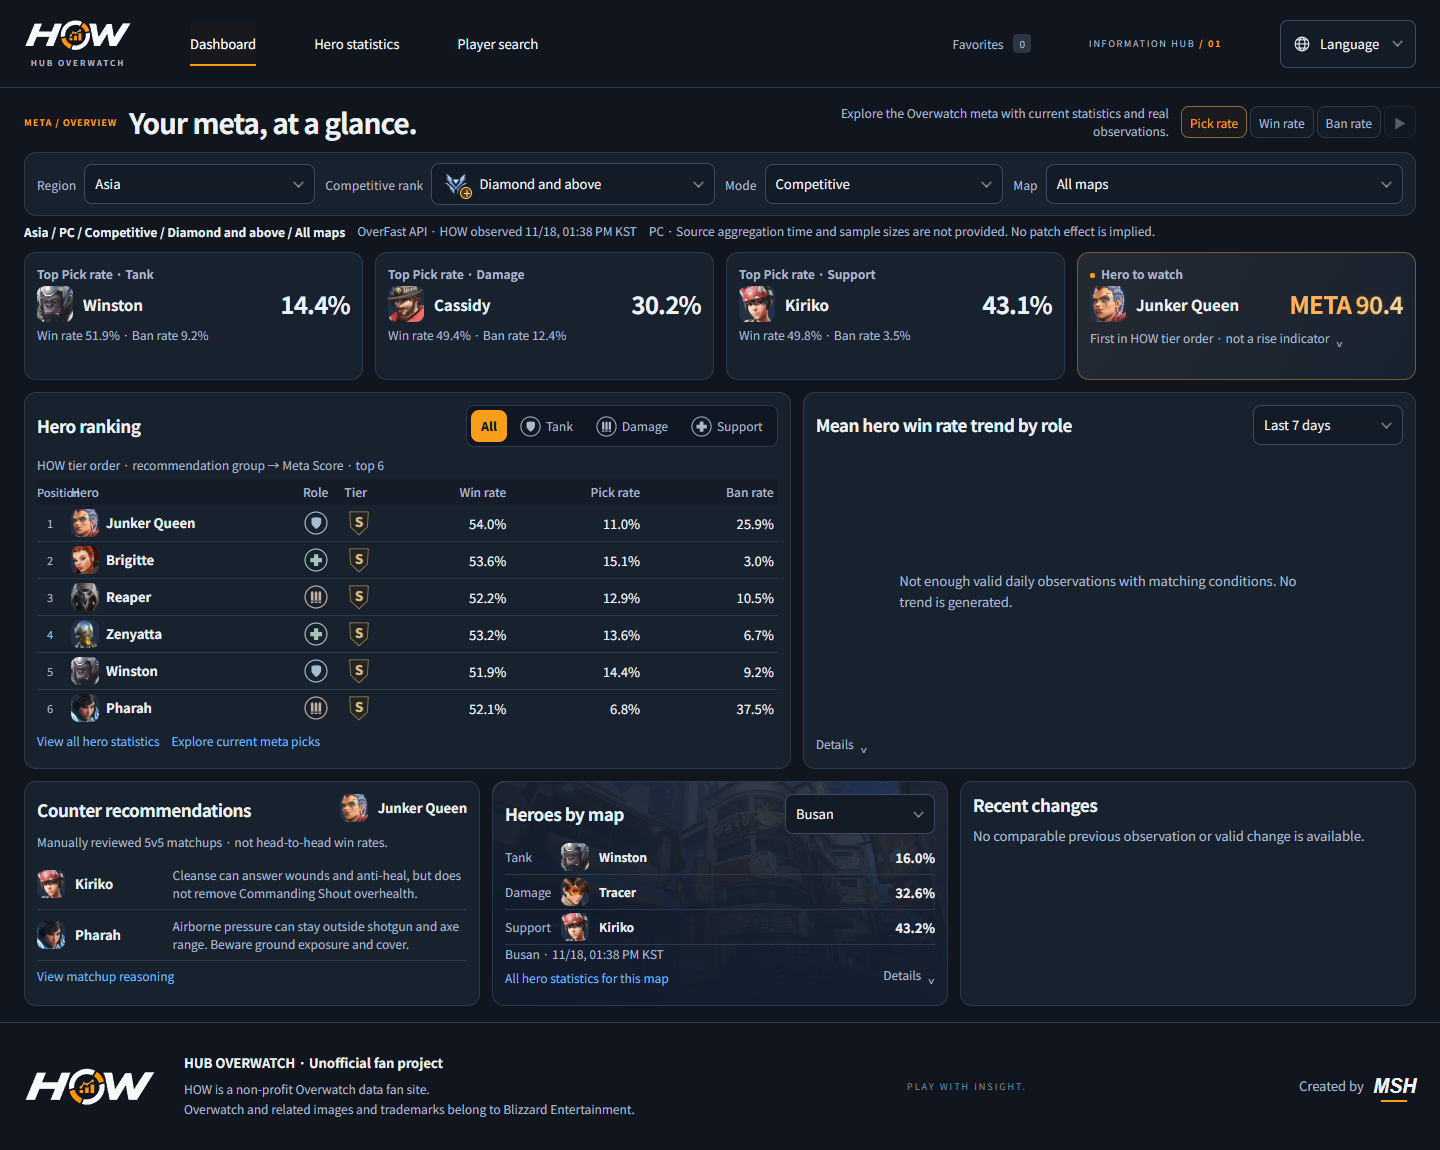 HOW
HUB OVERWATCH
Dashboard
Hero statistics
Player search
Favorites 0
INFORMATION HUB / 01
Language
META / OVERVIEW
Your meta, at a glance.
Explore the Overwatch meta with current statistics and real
observations.
Pick rate
Win rate
Ban rate
Region
Asia
Competitive rank
Diamond and above
Mode
Competitive
Map
All maps
Asia / PC / Competitive / Diamond and above / All maps
OverFast API · HOW observed 11/18, 01:38 PM KST
PC · Source aggregation time and sample sizes are not provided. No patch effect is implied.
Top Pick rate · Tank
Winston
14.4%
Win rate 51.9% · Ban rate 9.2%
Top Pick rate · Damage
Cassidy
30.2%
Win rate 49.4% · Ban rate 12.4%
Top Pick rate · Support
Kiriko
43.1%
Win rate 49.8% · Ban rate 3.5%
Hero to watch
Junker Queen
META 90.4
First in HOW tier order · not a rise indicator
Hero ranking
All
Tank
Damage
Support
HOW tier order · recommendation group → Meta Score · top 6
Position Hero Role Tier Win rate Pick rate Ban rate
1 Junker Queen S 54.0% 11.0% 25.9%
2 Brigitte S 53.6% 15.1% 3.0%
3 Reaper S 52.2% 12.9% 10.5%
4 Zenyatta S 53.2% 13.6% 6.7%
5 Winston S 51.9% 14.4% 9.2%
6 Pharah S 52.1% 6.8% 37.5%
View all hero statistics
Explore current meta picks
Mean hero win rate trend by role
Last 7 days
Not enough valid daily observations with matching conditions. No
trend is generated.
Details
Counter recommendations
Junker Queen
Manually reviewed 5v5 matchups · not head-to-head win rates.
Kiriko
Cleanse can answer wounds and anti-heal, but does
not remove Commanding Shout overhealth.
Pharah
Airborne pressure can stay outside shotgun and axe
range. Beware ground exposure and cover.
View matchup reasoning
Heroes by map
Busan
Tank Winston 16.0%
Damage Tracer 32.6%
Support Kiriko 43.2%
Busan · 11/18, 01:38 PM KST
All hero statistics for this map
Details
Recent changes
No comparable previous observation or valid change is available.
HOW
HUB OVERWATCH · Unofficial fan project
HOW is a non-profit Overwatch data fan site.
Overwatch and related images and trademarks belong to Blizzard Entertainment.
PLAY WITH INSIGHT.
Created by MSH